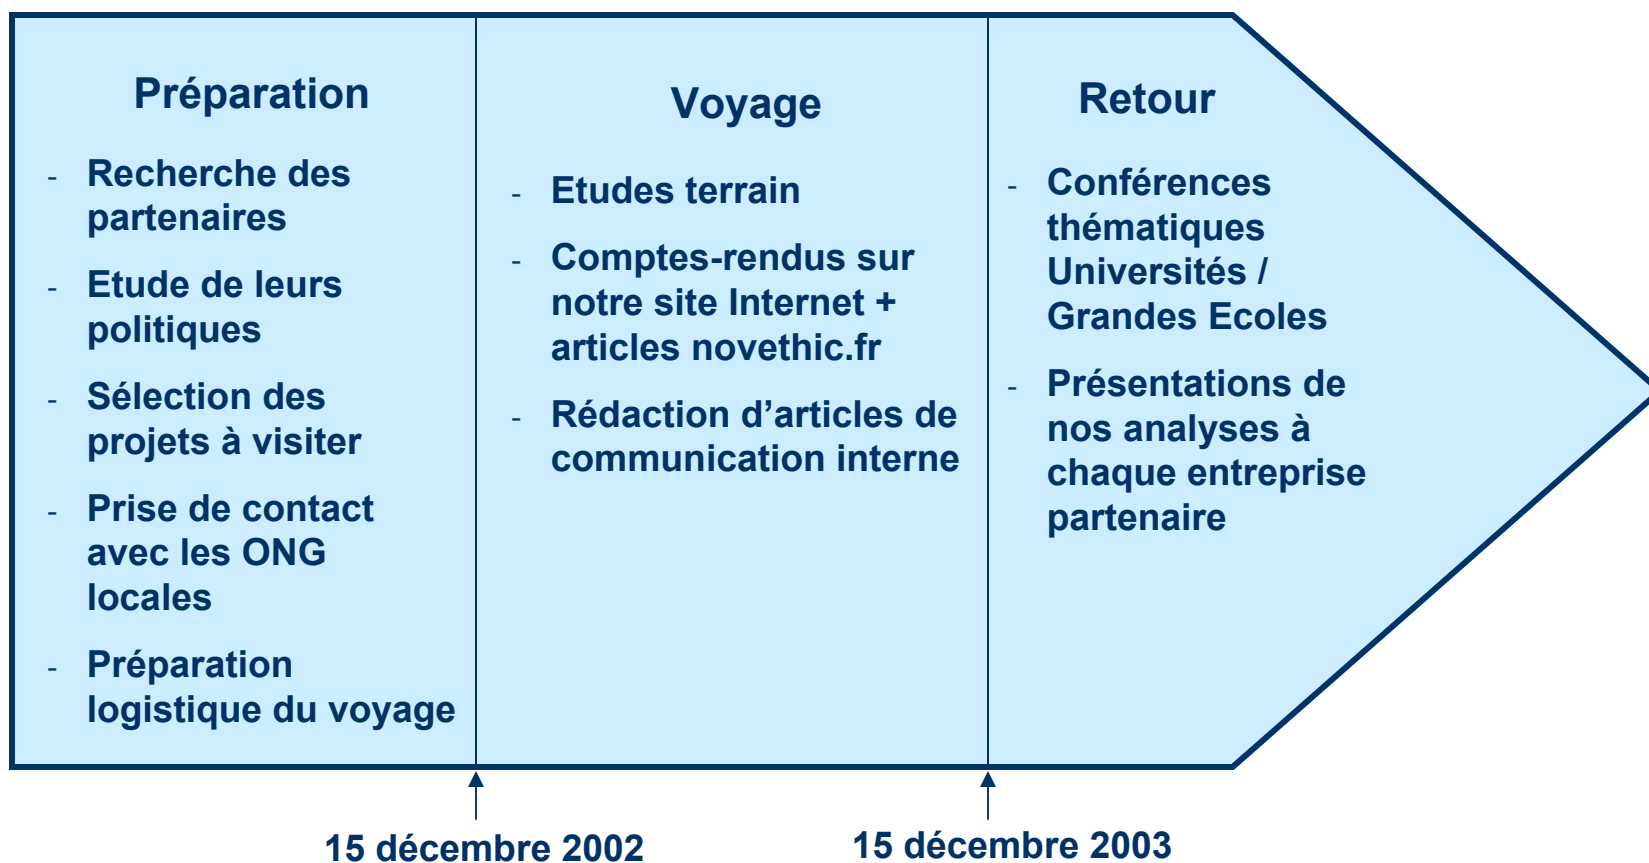 Préparation
- Recherche des
partenaires
- Etude de leurs
politiques
- Sélection des
projets à visiter
- Prise de contact
avec les ONG
locales
- Préparation
logistique du voyage
Voyage
- Etudes terrain
- Comptes-rendus sur
notre site Internet +
articles novethic.fr
- Rédaction d’articles de
communication interne
Retour
- Conférences
thématiques
Universités /
Grandes Ecoles
- Présentations de
nos analyses à
chaque entreprise
partenaire
15 décembre 2002
15 décembre 2003